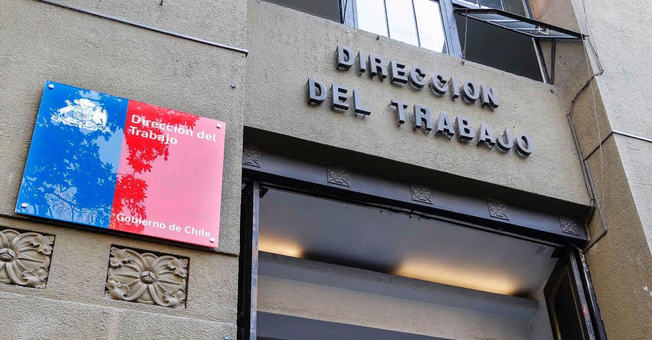 Dirección del
Trabajo
Gobierno de Chile
DIRECCION
DEL TRABAJO